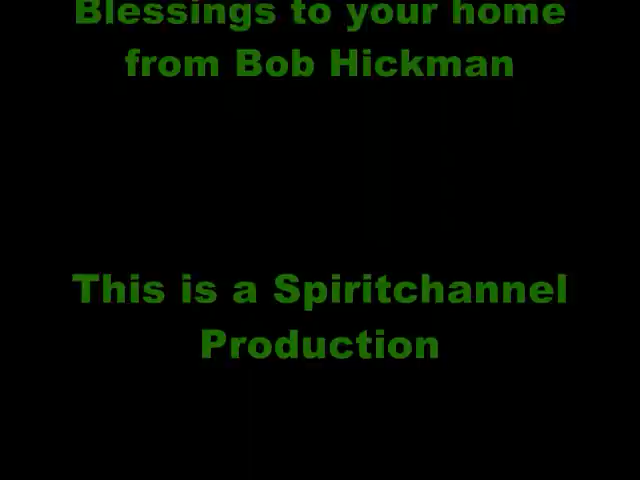 Blessings to your home
from Bob Hickman
This is a Spiritchannel
Production